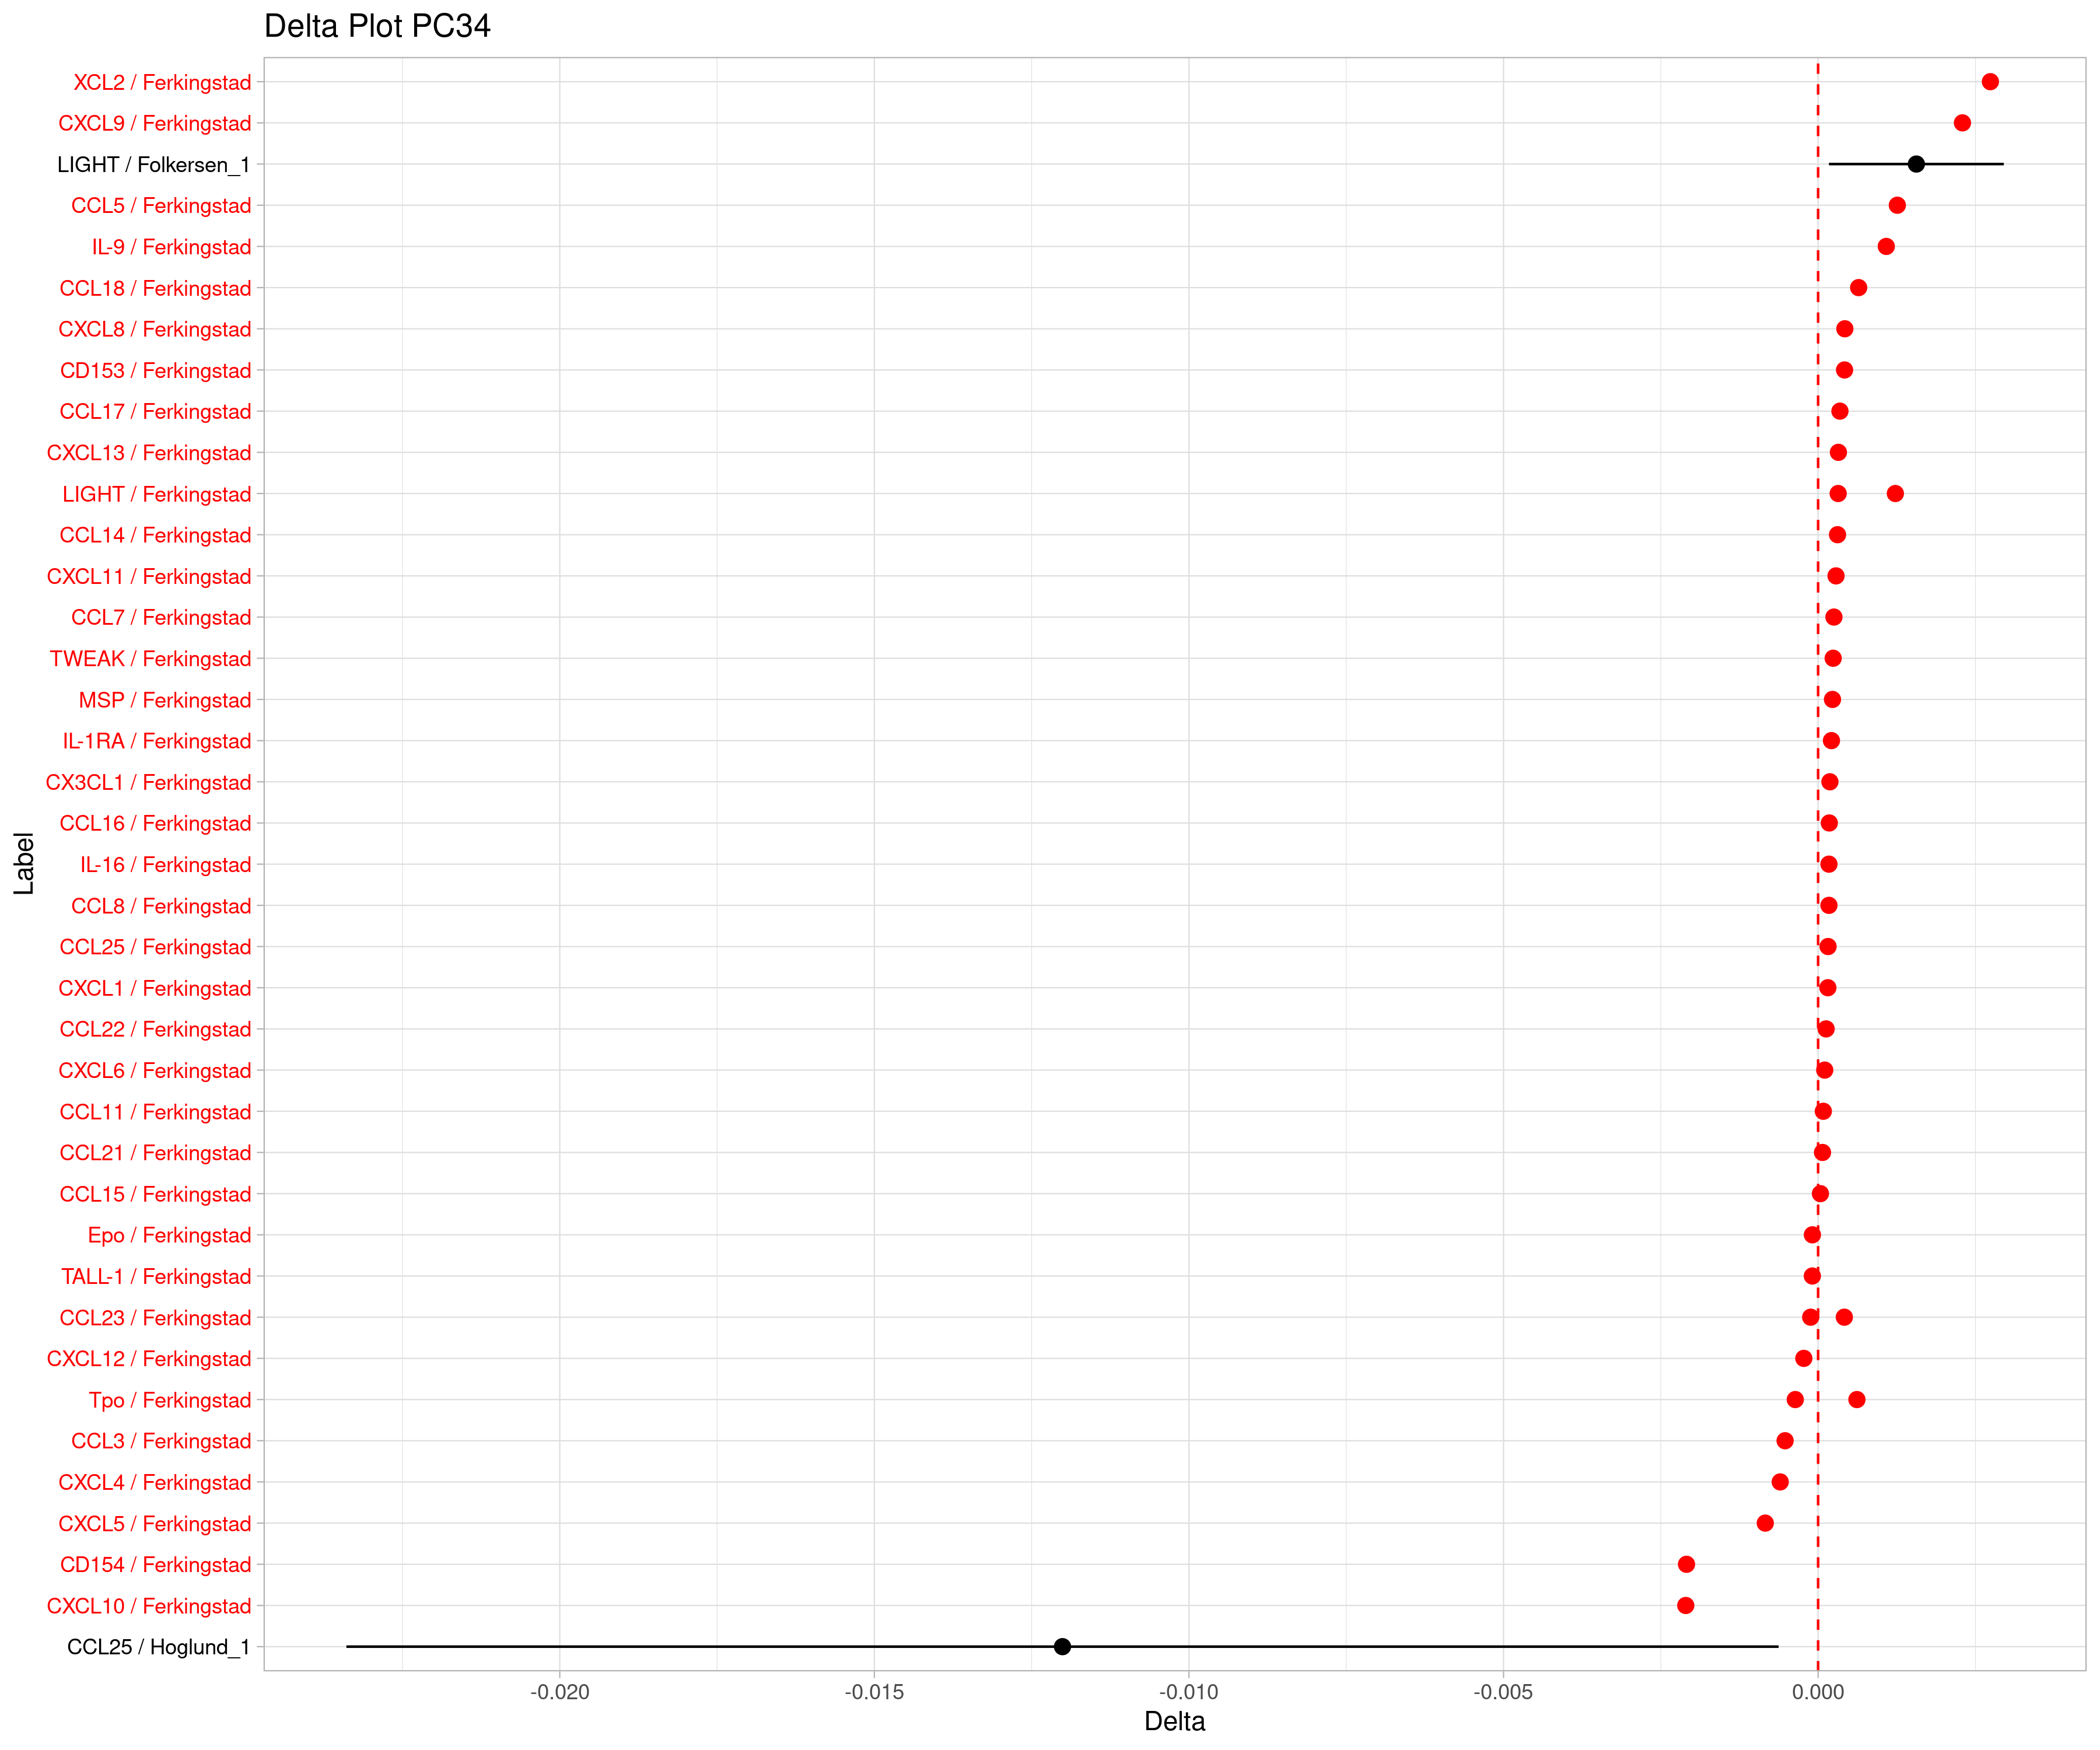 Delta Plot PC34
XCL2 / Ferkingstad
CXCL9 / Ferkingstad
LIGHT / Folkersen_1
CCL5 / Ferkingstad
IL-9 / Ferkingstad
CCL18 / Ferkingstad
CXCL8 / Ferkingstad
CD153 / Ferkingstad
CCL17 / Ferkingstad
CXCL13 / Ferkingstad
LIGHT / Ferkingstad
CCL14 / Ferkingstad
CXCL11 / Ferkingstad
CCL7 / Ferkingstad
TWEAK / Ferkingstad
MSP / Ferkingstad
IL-1RA / Ferkingstad
CX3CL1 / Ferkingstad
CCL16 / Ferkingstad
IL-16 / Ferkingstad
CCL8 / Ferkingstad
CCL25 / Ferkingstad
CXCL1 / Ferkingstad
CCL22 / Ferkingstad
CXCL6 / Ferkingstad
CCL11 / Ferkingstad
CCL21 / Ferkingstad
CCL15 / Ferkingstad
Epo / Ferkingstad
TALL-1 / Ferkingstad
CCL23 / Ferkingstad
CXCL12 / Ferkingstad
Tpo / Ferkingstad
CCL3 / Ferkingstad
CXCL4 / Ferkingstad
CXCL5 / Ferkingstad
CD154 / Ferkingstad
CXCL10 / Ferkingstad
CCL25 / Hoglund_1
Label
-0.020 -0.015 -0.010 -0.005 0.000
Delta